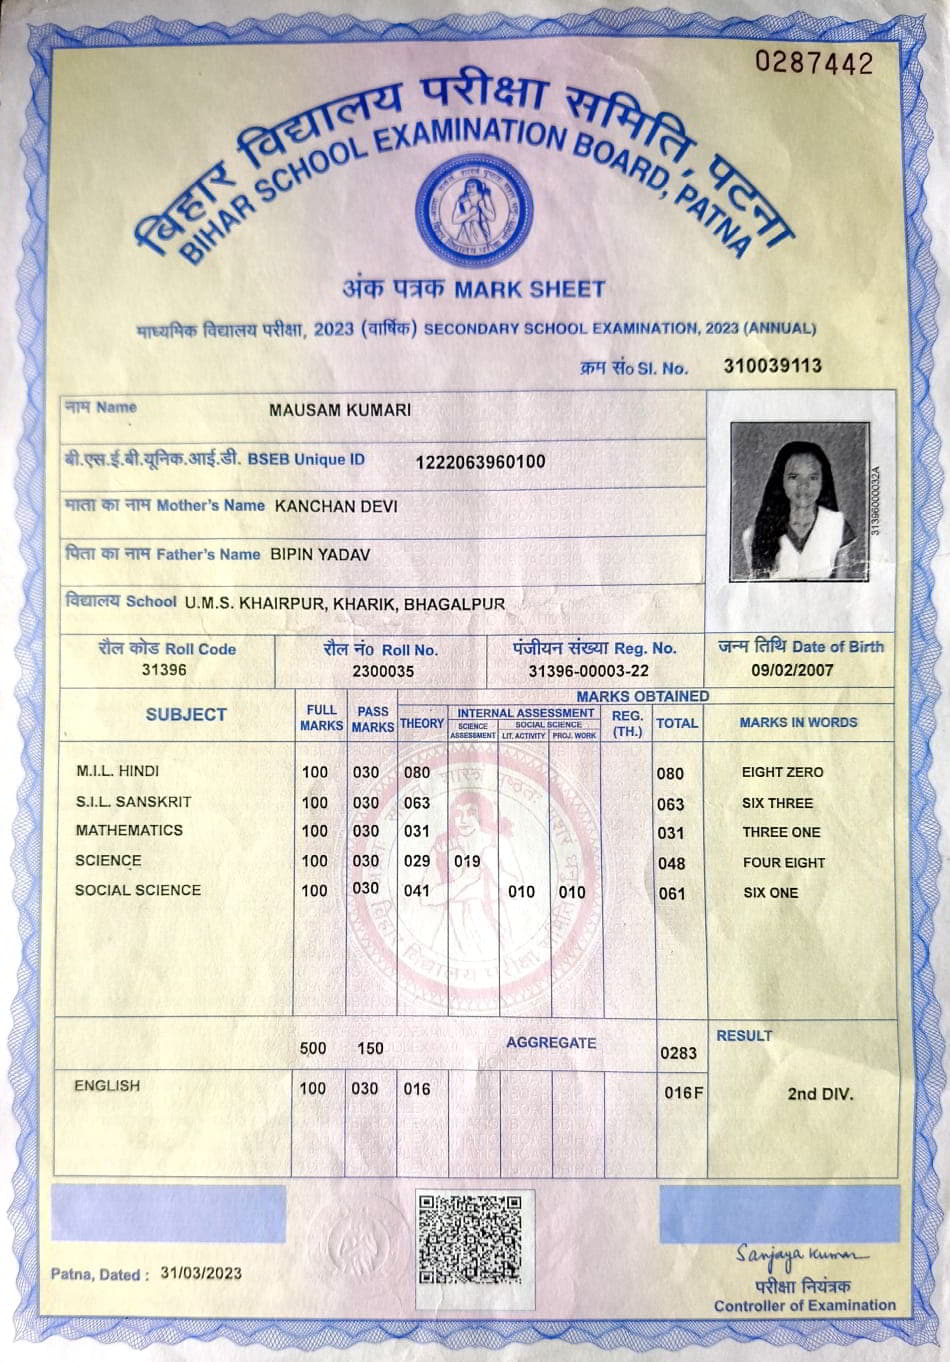 0287442
बिहार विद्यालय परीक्षा समिति, पटना
BIHAR SCHOOL EXAMINATION BOARD, PATNA
अंक पत्रक MARK SHEET
माध्यमिक विद्यालय परीक्षा, 2023 (वार्षिक) SECONDARY SCHOOL EXAMINATION, 2023 (ANNUAL)
क्रम सं० Sl. No. 310039113
नाम Name MAUSAM KUMARI
बी.एस.ई.बी.यूनिक.आई.डी. BSEB Unique ID 1222063960100
माता का नाम Mother's Name KANCHAN DEVI
पिता का नाम Father's Name BIPIN YADAV
विद्यालय School U.M.S. KHAIRPUR, KHARIK, BHAGALPUR
31396000032A
रौल कोड Roll Code रौल नं० Roll No. पंजीयन संख्या Reg. No. जन्म तिथि Date of Birth
31396 2300035 31396-00003-22 09/02/2007
MARKS OBTAINED
SUBJECT FULL MARKS PASS MARKS THEORY INTERNAL ASSESSMENT REG. (TH.) TOTAL MARKS IN WORDS
SCIENCE ASSESSMENT SOCIAL SCIENCE LIT. ACTIVITY PROJ. WORK
M.I.L. HINDI 100 030 080 080 EIGHT ZERO
S.I.L. SANSKRIT 100 030 063 063 SIX THREE
MATHEMATICS 100 030 031 031 THREE ONE
SCIENCE 100 030 029 019 048 FOUR EIGHT
SOCIAL SCIENCE 100 030 041 010 010 061 SIX ONE
500 150 AGGREGATE 0283 RESULT
ENGLISH 100 030 016 016F 2nd DIV.
Patna, Dated : 31/03/2023
Sanjaya Kumar
परीक्षा नियंत्रक
Controller of Examination